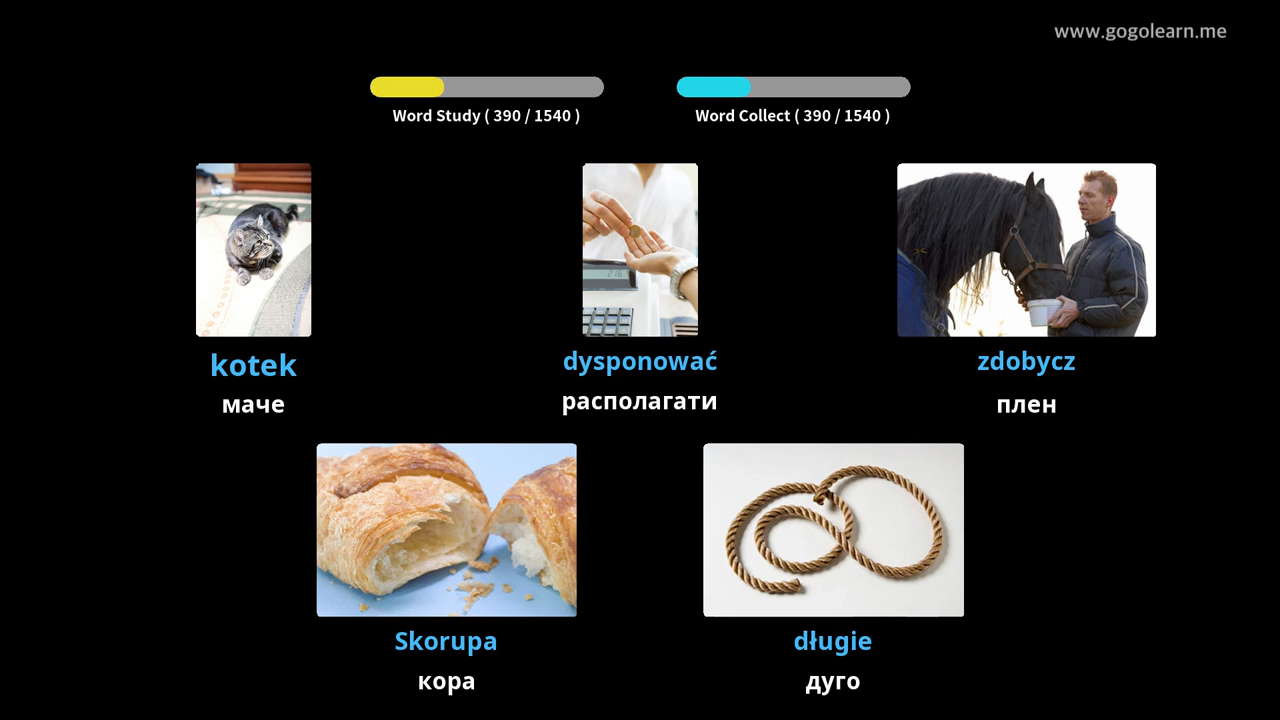 www.gogolearn.me
Word Study ( 390 / 1540 )
Word Collect ( 390 / 1540 )
kotek
маче
dysponować
располагати
zdobycz
плен
Skorupa
кора
długie
дуго